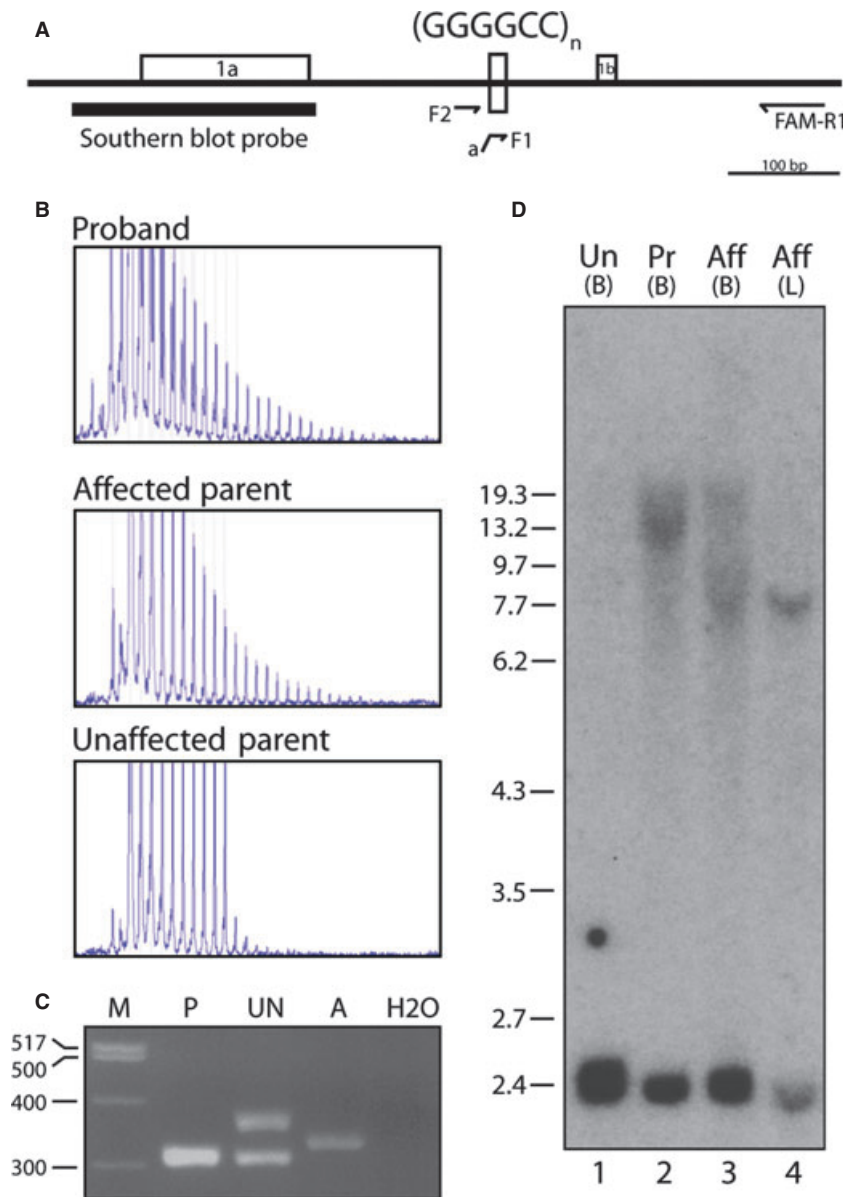 A
(GGGGCC)n
1a
1b
F2
FAM-R1
a
F1
Southern blot probe
100 bp
B
Proband
Affected parent
Unaffected parent
C
M P UN A H2O
517
500
400
300
D
Un Pr Aff Aff
(B) (B) (B) (L)
19.3
13.2
9.7
7.7
6.2
4.3
3.5
2.7
2.4
1 2 3 4